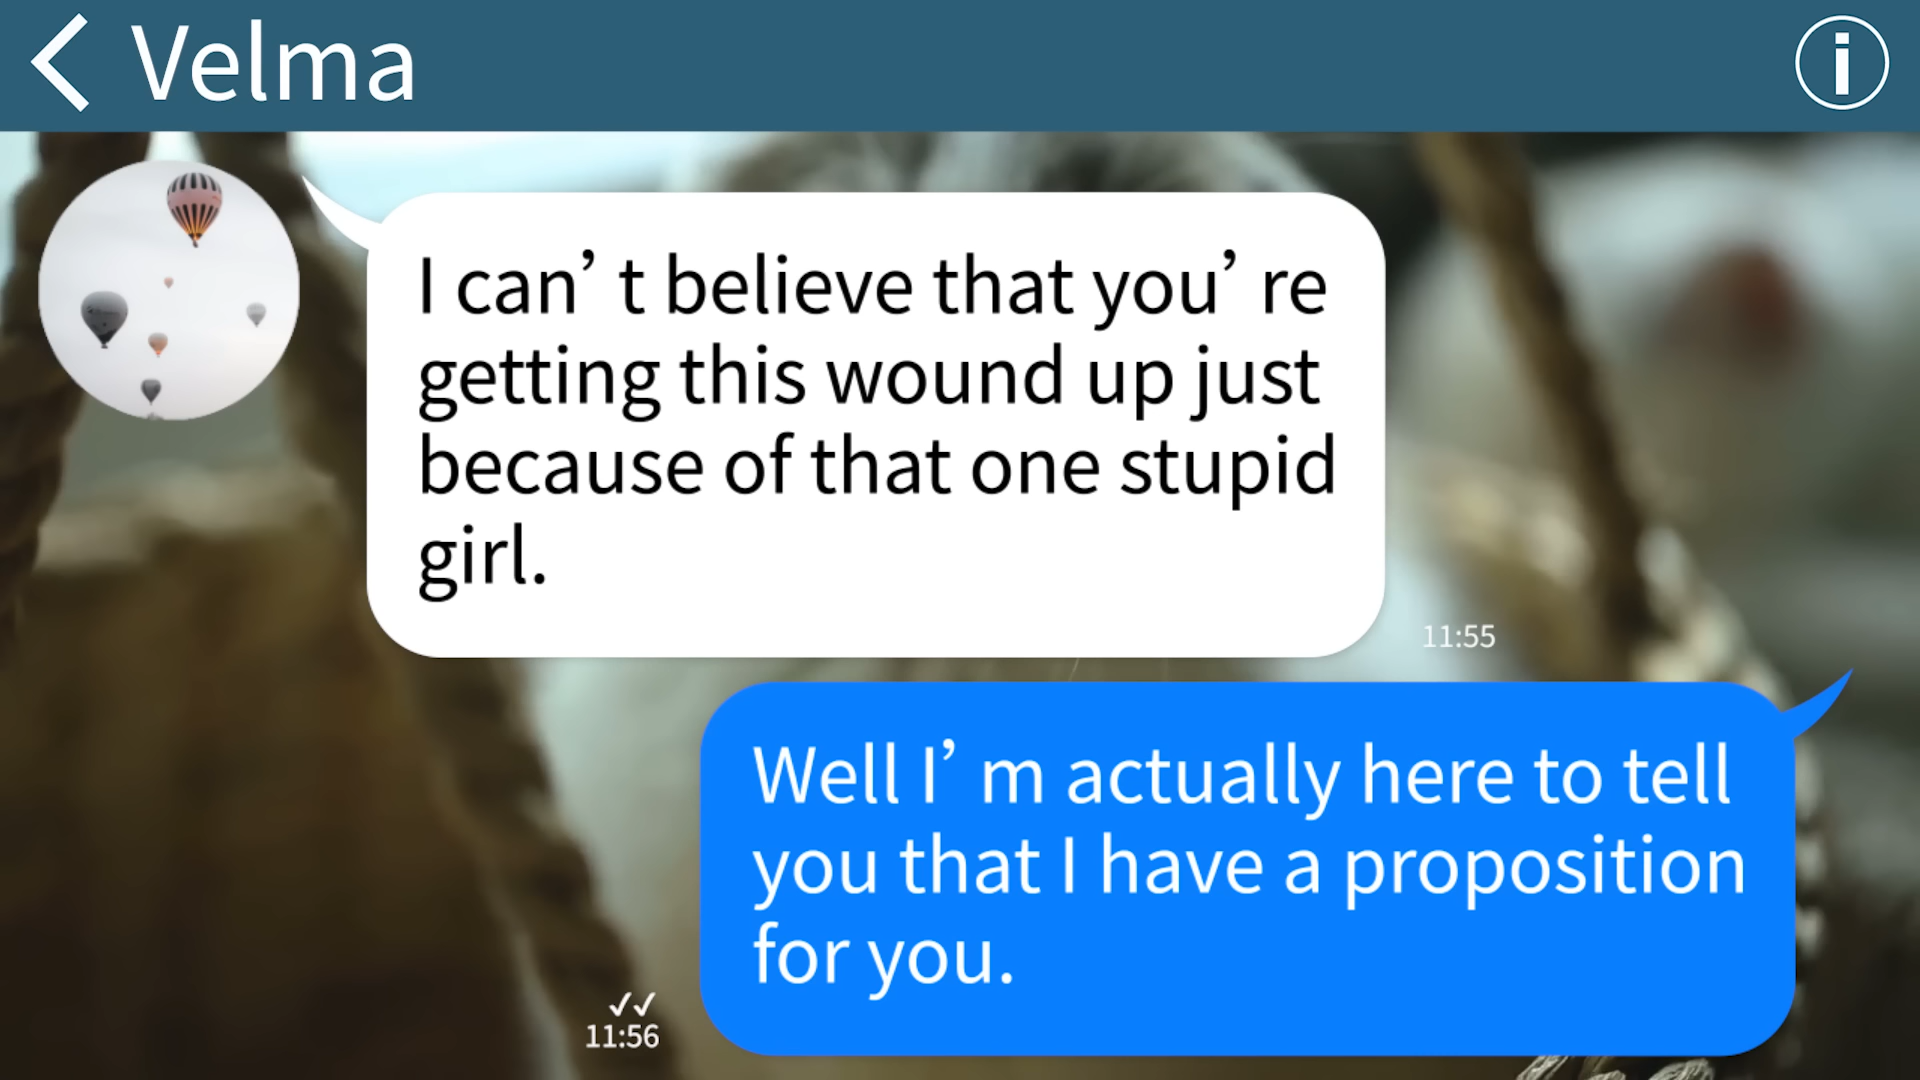 Velma
I can’t believe that you’re
getting this wound up just
because of that one stupid
girl.
11:55
Well I’m actually here to tell
you that I have a proposition
for you.
✓✓
11:56